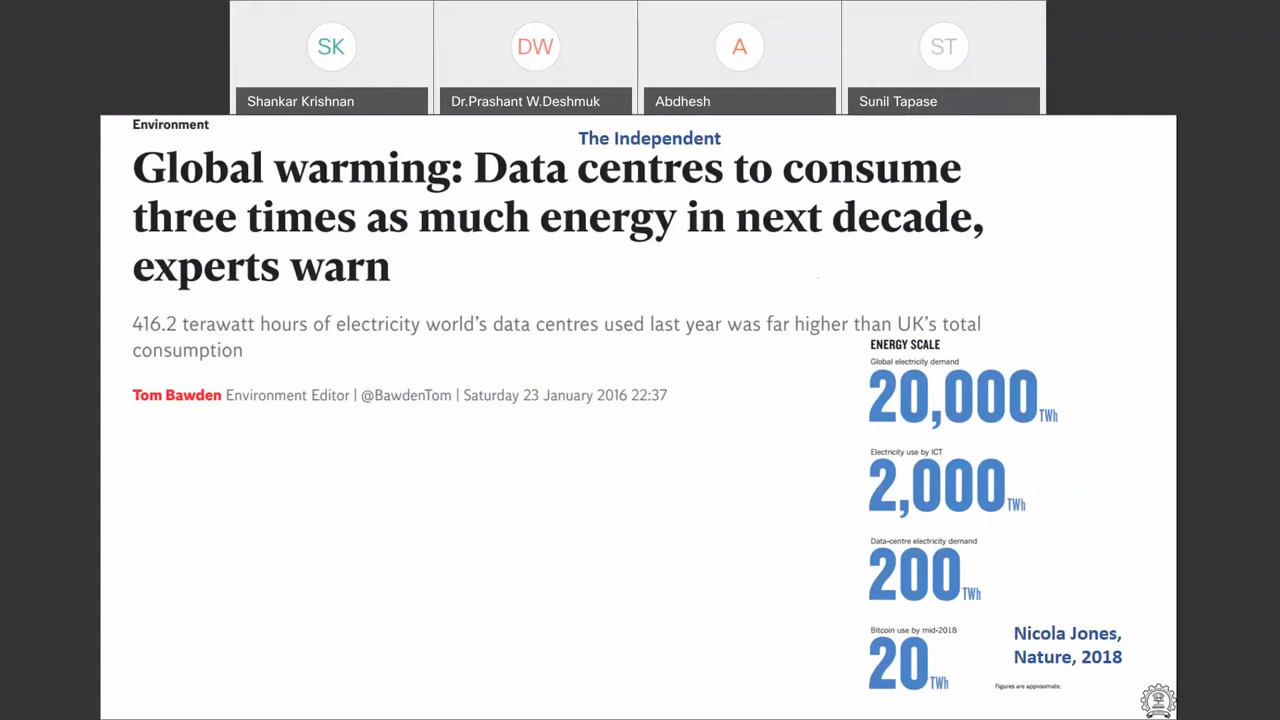 SK
DW
A
ST
Shankar Krishnan
Dr.Prashant W.Deshmuk
Abdhesh
Sunil Tapase
Environment
The Independent
Global warming: Data centres to consume
three times as much energy in next decade,
experts warn
416.2 terawatt hours of electricity world's data centres used last year was far higher than UK's total
consumption
Tom Bawden Environment Editor | @BawdenTom | Saturday 23 January 2016 22:37
ENERGY SCALE
Global electricity demand
20,000 TWh
Electricity use by ICT
2,000 TWh
Data-centre electricity demand
200 TWh
Bitcoin use by mid-2018
20 TWh
Nicola Jones,
Nature, 2018
Figures are approximate.